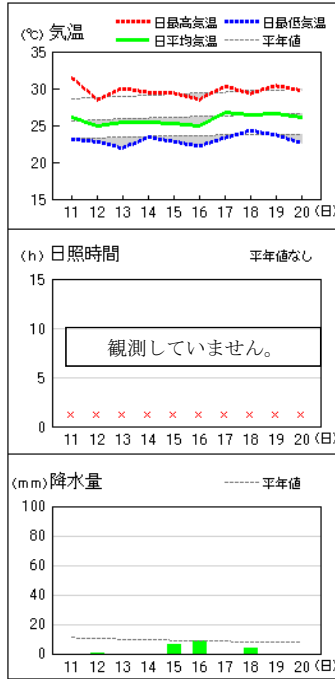 (℃) 気温
日最高気温 日最低気温
日平均気温 平年値
35
30
25
20
15
11 12 13 14 15 16 17 18 19 20 (日)
(h) 日照時間 平年値なし
15
10
観測していません。
5
0
11 12 13 14 15 16 17 18 19 20 (日)
(mm) 降水量 平年値
100
80
60
40
20
0
11 12 13 14 15 16 17 18 19 20 (日)